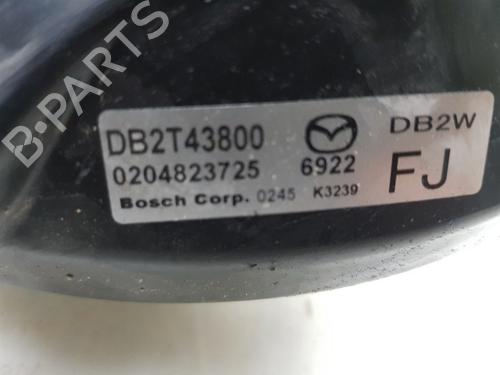 B-PARTS
DB2T43800
DB2W
0204823725 6922
FJ
Bosch Corp. 0245 K3239